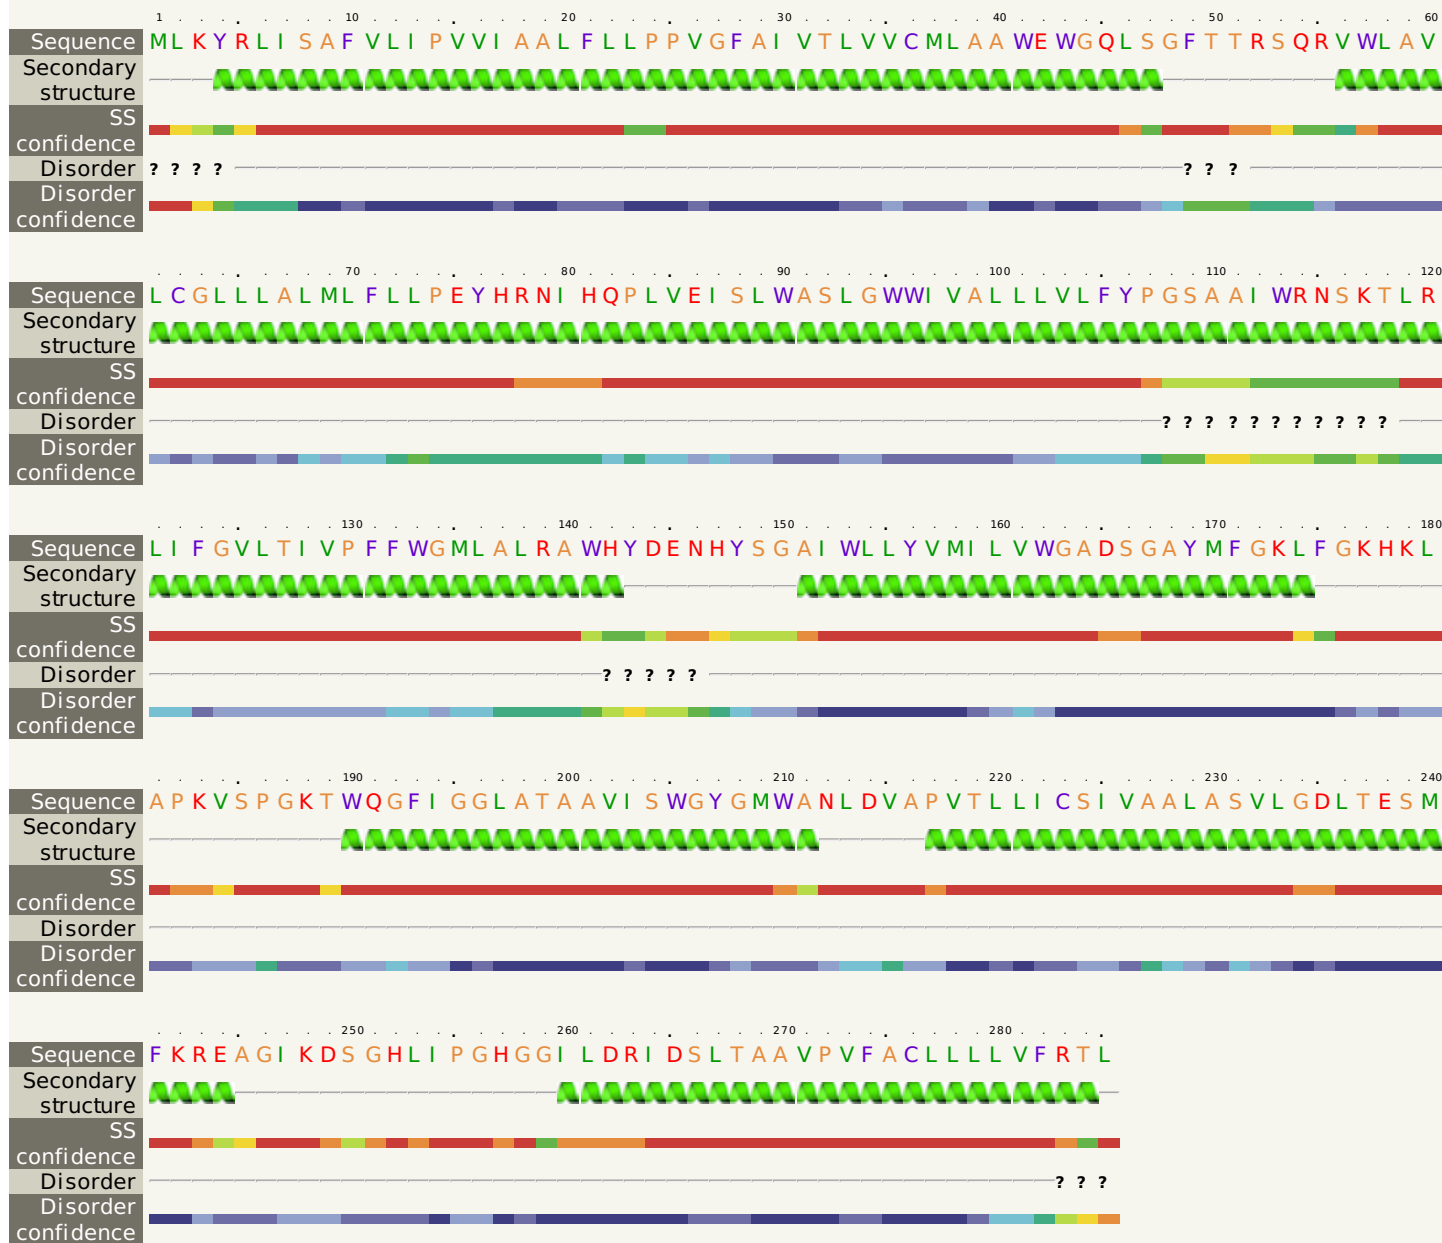 1 10 20 30 40 50 60
Sequence MLKYRLISAFVLIPVVIAALFLLPPVGFAIVTLVVCMLAAWEWGQLSGFTTRSQRVWLAV
Secondary
structure
SS
confidence
Disorder ? ? ? ? ? ? ?
Disorder
confidence
70 80 90 100 110 120
Sequence LCGLLLALMLFLLPEYHRNIHQPLVEISLWASLGWWIVALLLVLFYPGSAAIWRNSKTLR
Secondary
structure
SS
confidence
Disorder ? ? ? ? ? ? ? ? ? ? ?
Disorder
confidence
130 140 150 160 170 180
Sequence LIFGVLTIVPFFWGMLALRAWHYDENHYSGAIWLLYVMILVWGADSGAYMFGKLFGKHKL
Secondary
structure
SS
confidence
Disorder ? ? ? ? ?
Disorder
confidence
190 200 210 220 230 240
Sequence APKVSPGKTWQGFIGGLATAAVISWGYGMWANLDVAPVTLLICSIVAALASVLGDLTESM
Secondary
structure
SS
confidence
Disorder
Disorder
confidence
250 260 270 280
Sequence FKREAGIKDSGHLIPGHGGILDRIDSLTAAVPVFACLLLLVFRTL
Secondary
structure
SS
confidence
Disorder ? ? ?
Disorder
confidence